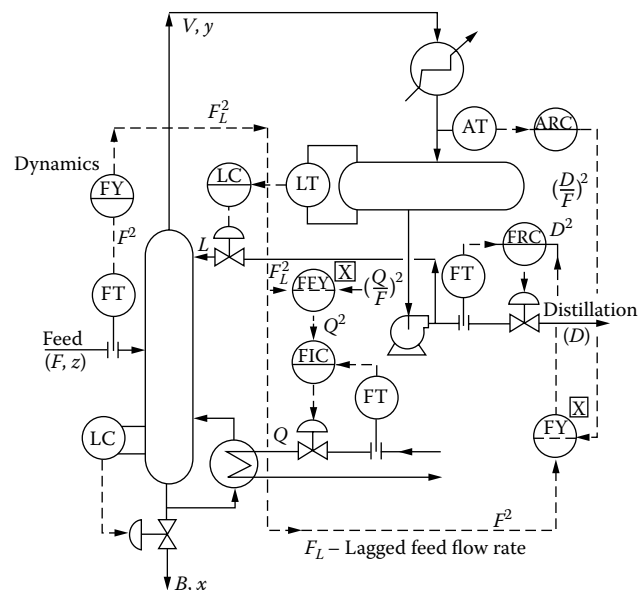 V, y
F_L^2
AT
ARC
Dynamics
LC
LT
(D/F)^2
FY
F^2
L
FRC
D^2
F_L^2
FFY
X
(Q/F)^2
FT
FT
Distillation
(D)
Feed
(F, z)
Q^2
FIC
FT
X
LC
Q
FY
F^2
F_L – Lagged feed flow rate
B, x